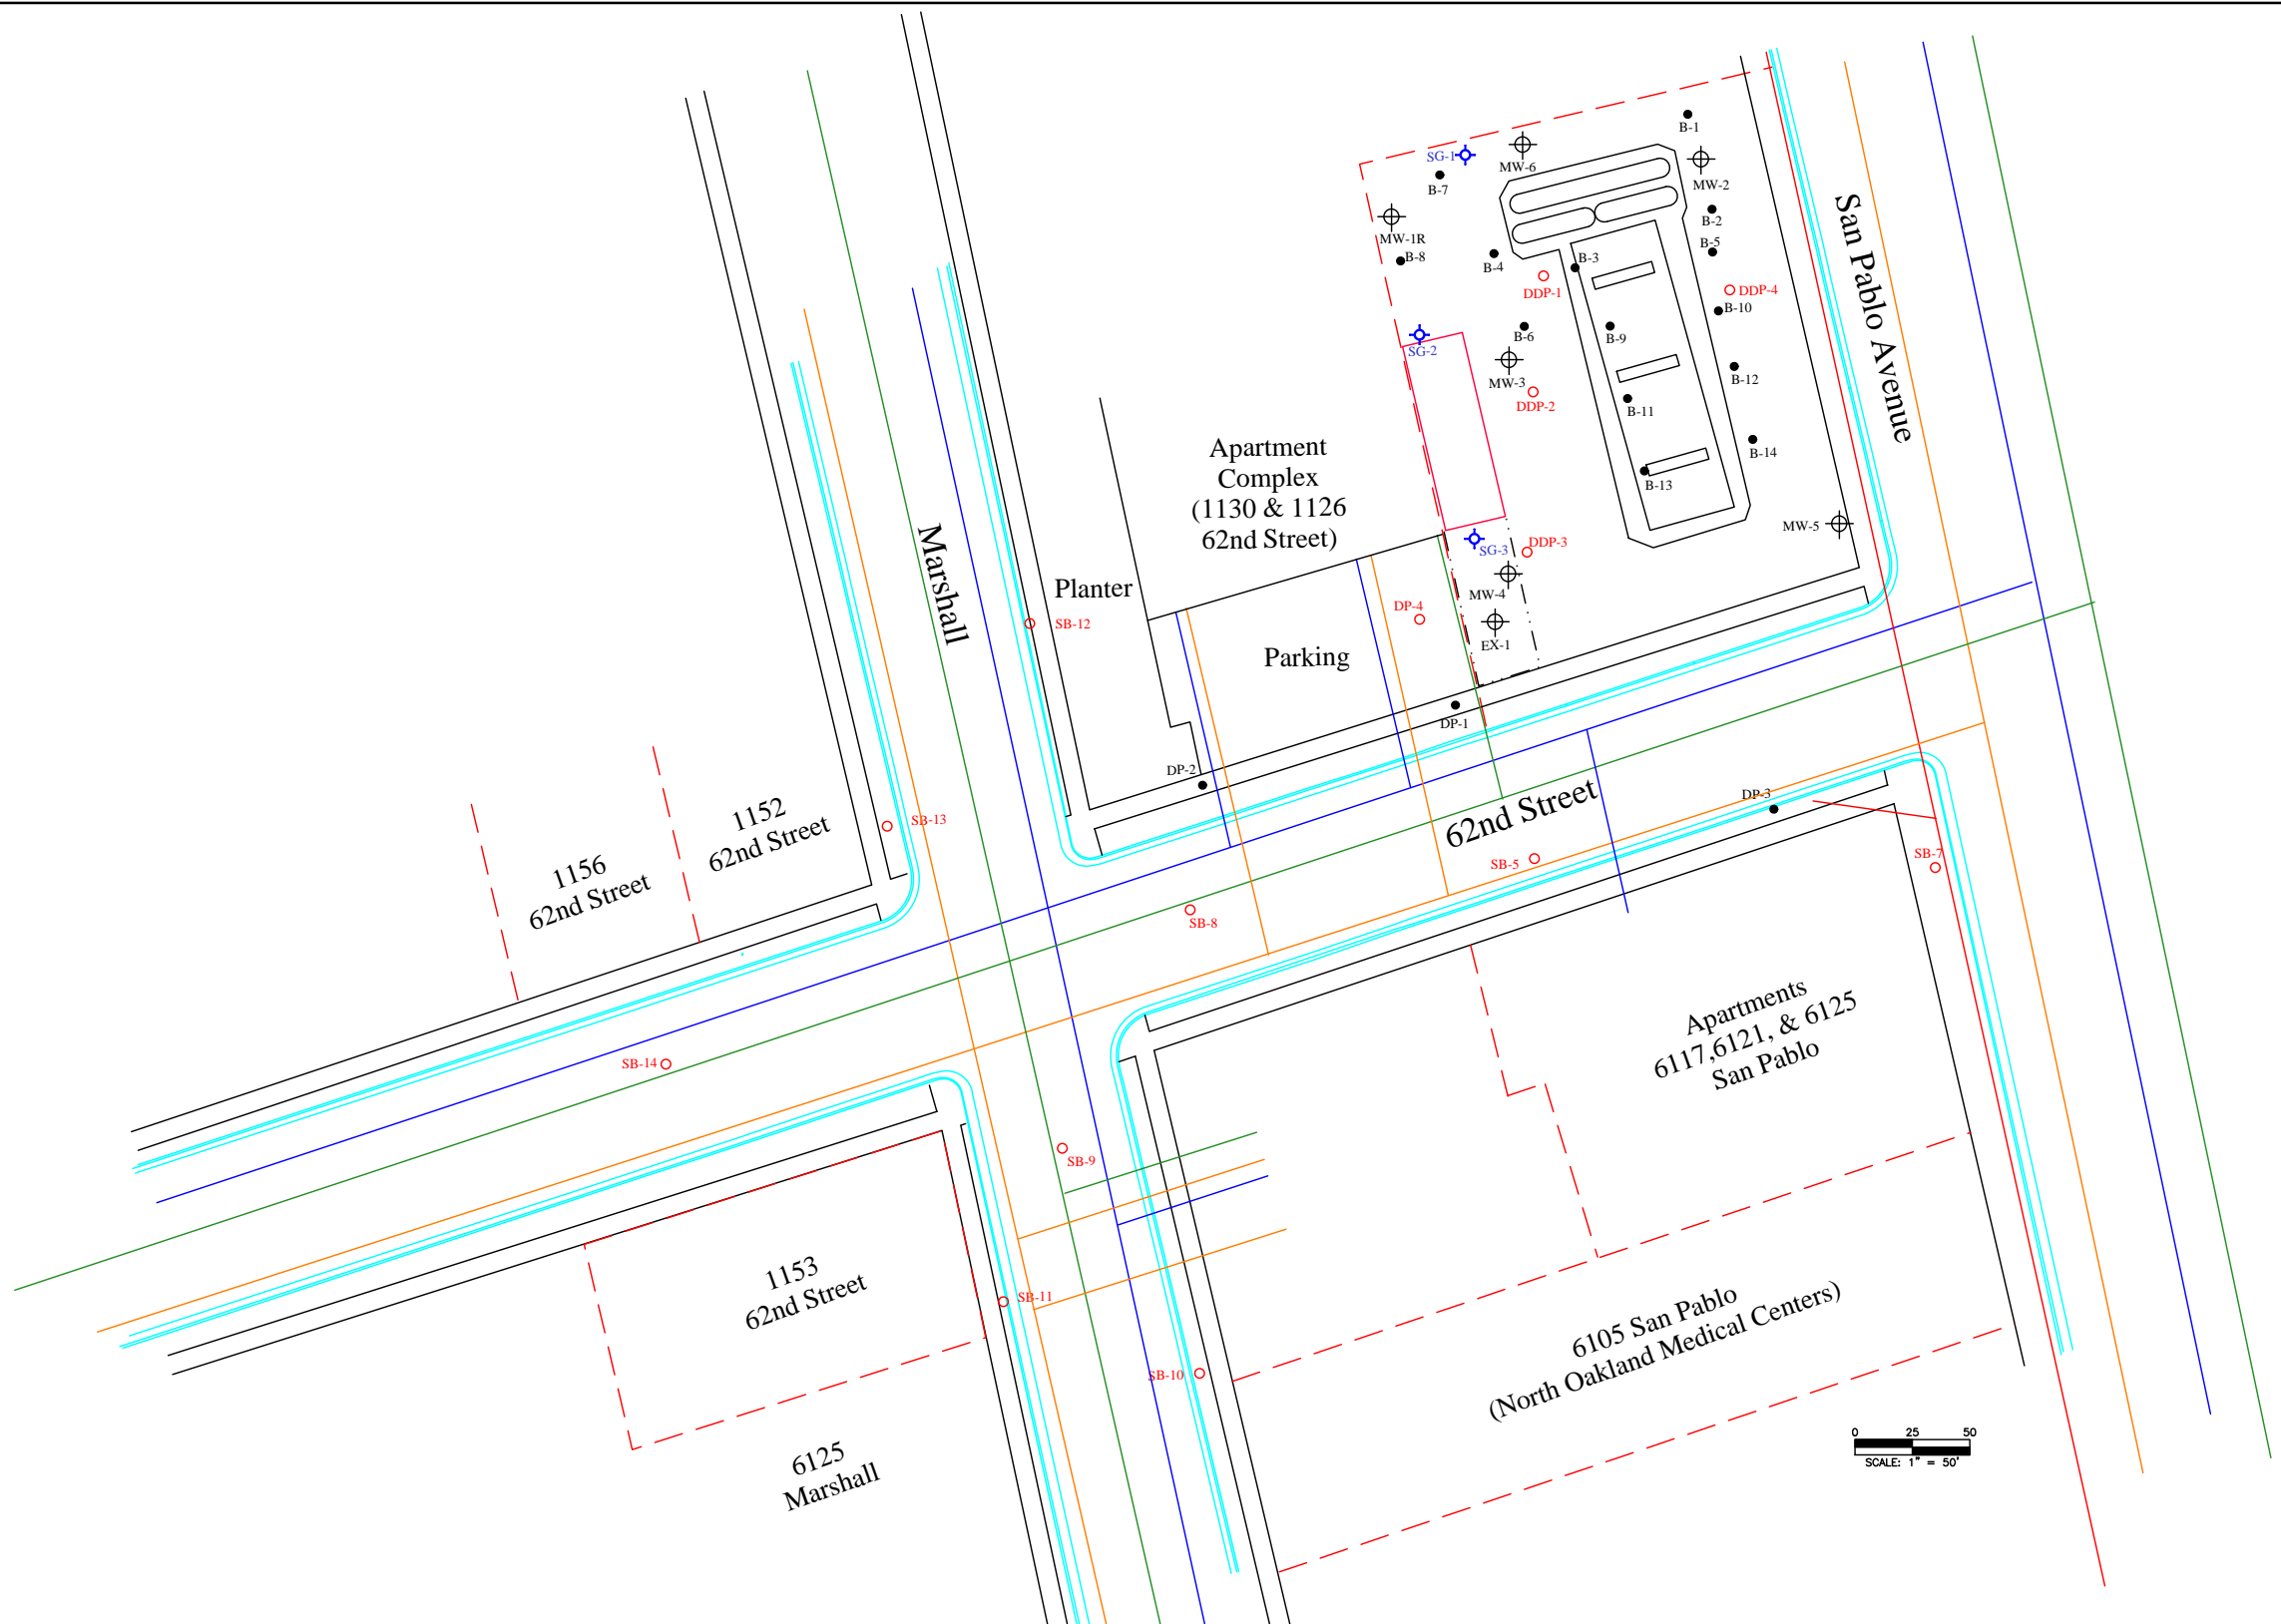 B-1
SG-1
MW-6
B-7
MW-2
B-2
MW-1R
B-8
B-4
B-3
B-5
DDP-1
DDP-4
B-10
San Pablo Avenue
SG-2
B-6
B-9
MW-3
DDP-2
B-12
B-11
B-14
B-13
MW-5
Apartment
Complex
(1130 & 1126
62nd Street)
Marshall
SG-3
DDP-3
MW-4
Planter
SB-12
DP-4
EX-1
Parking
DP-1
DP-2
62nd Street
DP-3
1152
62nd Street
SB-13
1156
62nd Street
SB-5
SB-7
SB-8
Apartments
6117,6121, & 6125
San Pablo
SB-14
SB-9
1153
62nd Street
SB-11
SB-10
6105 San Pablo
(North Oakland Medical Centers)
6125
Marshall
0 25 50
SCALE: 1" = 50'